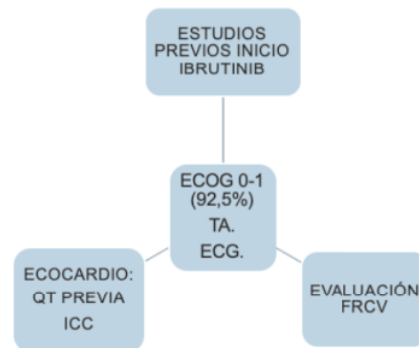 ESTUDIOS
PREVIOS INICIO
IBRUTINIB
ECOG 0-1
(92,5%)
TA.
ECG.
ECOCARDIO:
QT PREVIA
ICC
EVALUACIÓN
FRCV